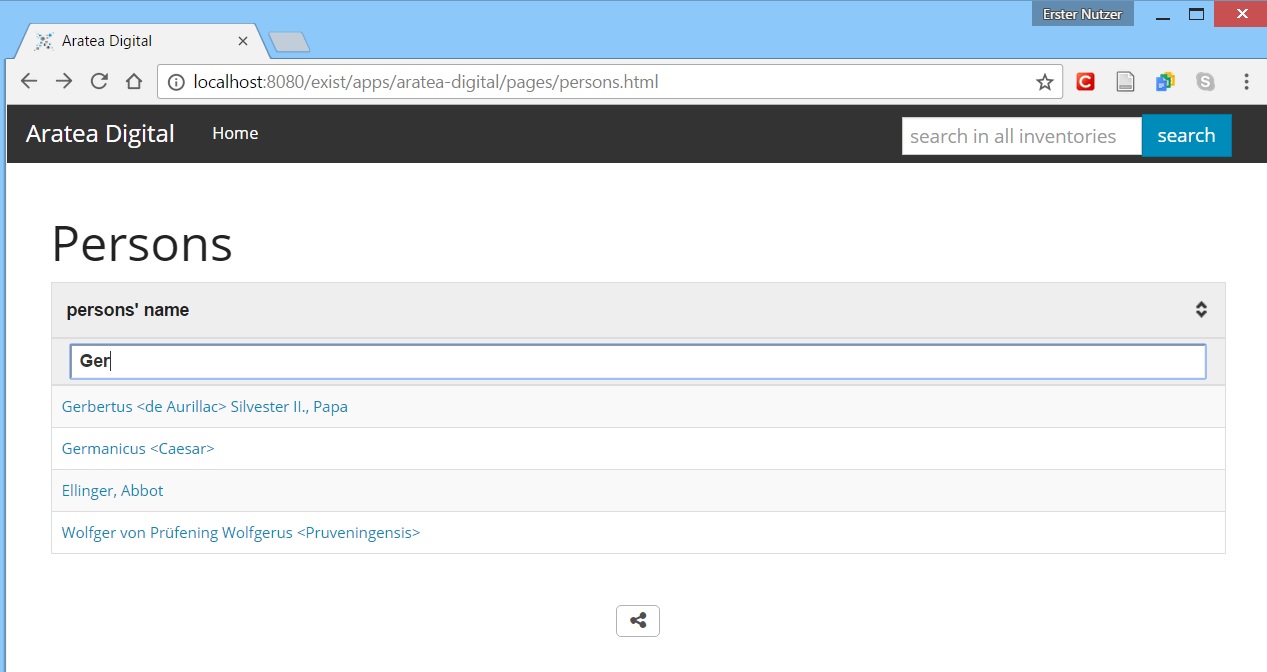 Erster Nutzer
Aratea Digital
localhost:8080/exist/apps/aratea-digital/pages/persons.html
Aratea Digital Home search in all inventories search
Persons
persons' name
Ger
Gerbertus <de Aurillac> Silvester II., Papa
Germanicus <Caesar>
Ellinger, Abbot
Wolfger von Prüfening Wolfgerus <Pruveningensis>